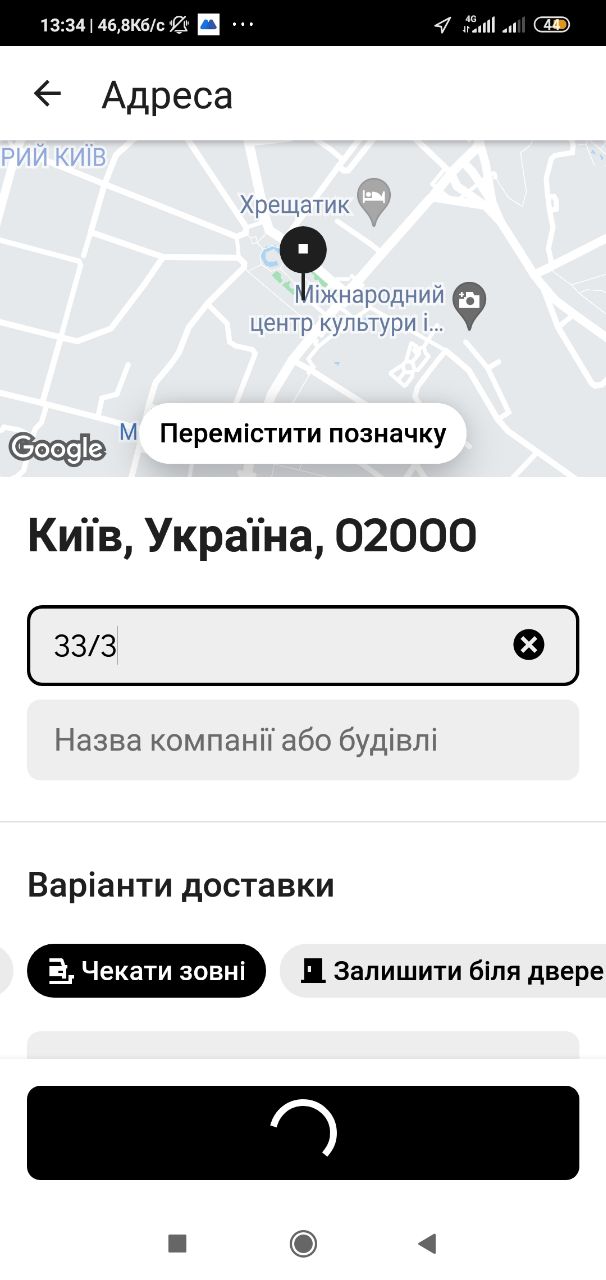 13:34 | 46,8Кб/с ... 4G 44
Адреса
РИЙ КИЇВ
Хрещатик
Міжнародний
центр культури і...
М
Google
Перемістити позначку
Київ, Україна, 02000
33/3
Назва компанії або будівлі
Варіанти доставки
Чекати зовні
Залишити біля двере